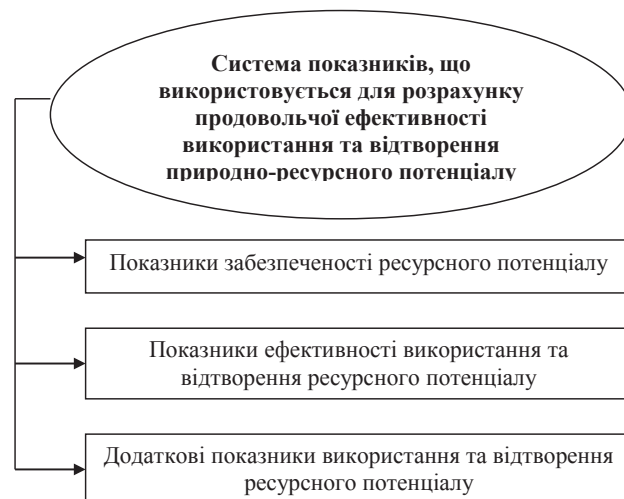 Система показників, що
використовується для розрахунку
продовольчої ефективності
використання та відтворення
природно-ресурсного потенціалу
Показники забезпеченості ресурсного потенціалу
Показники ефективності використання та
відтворення ресурсного потенціалу
Додаткові показники використання та відтворення
ресурсного потенціалу